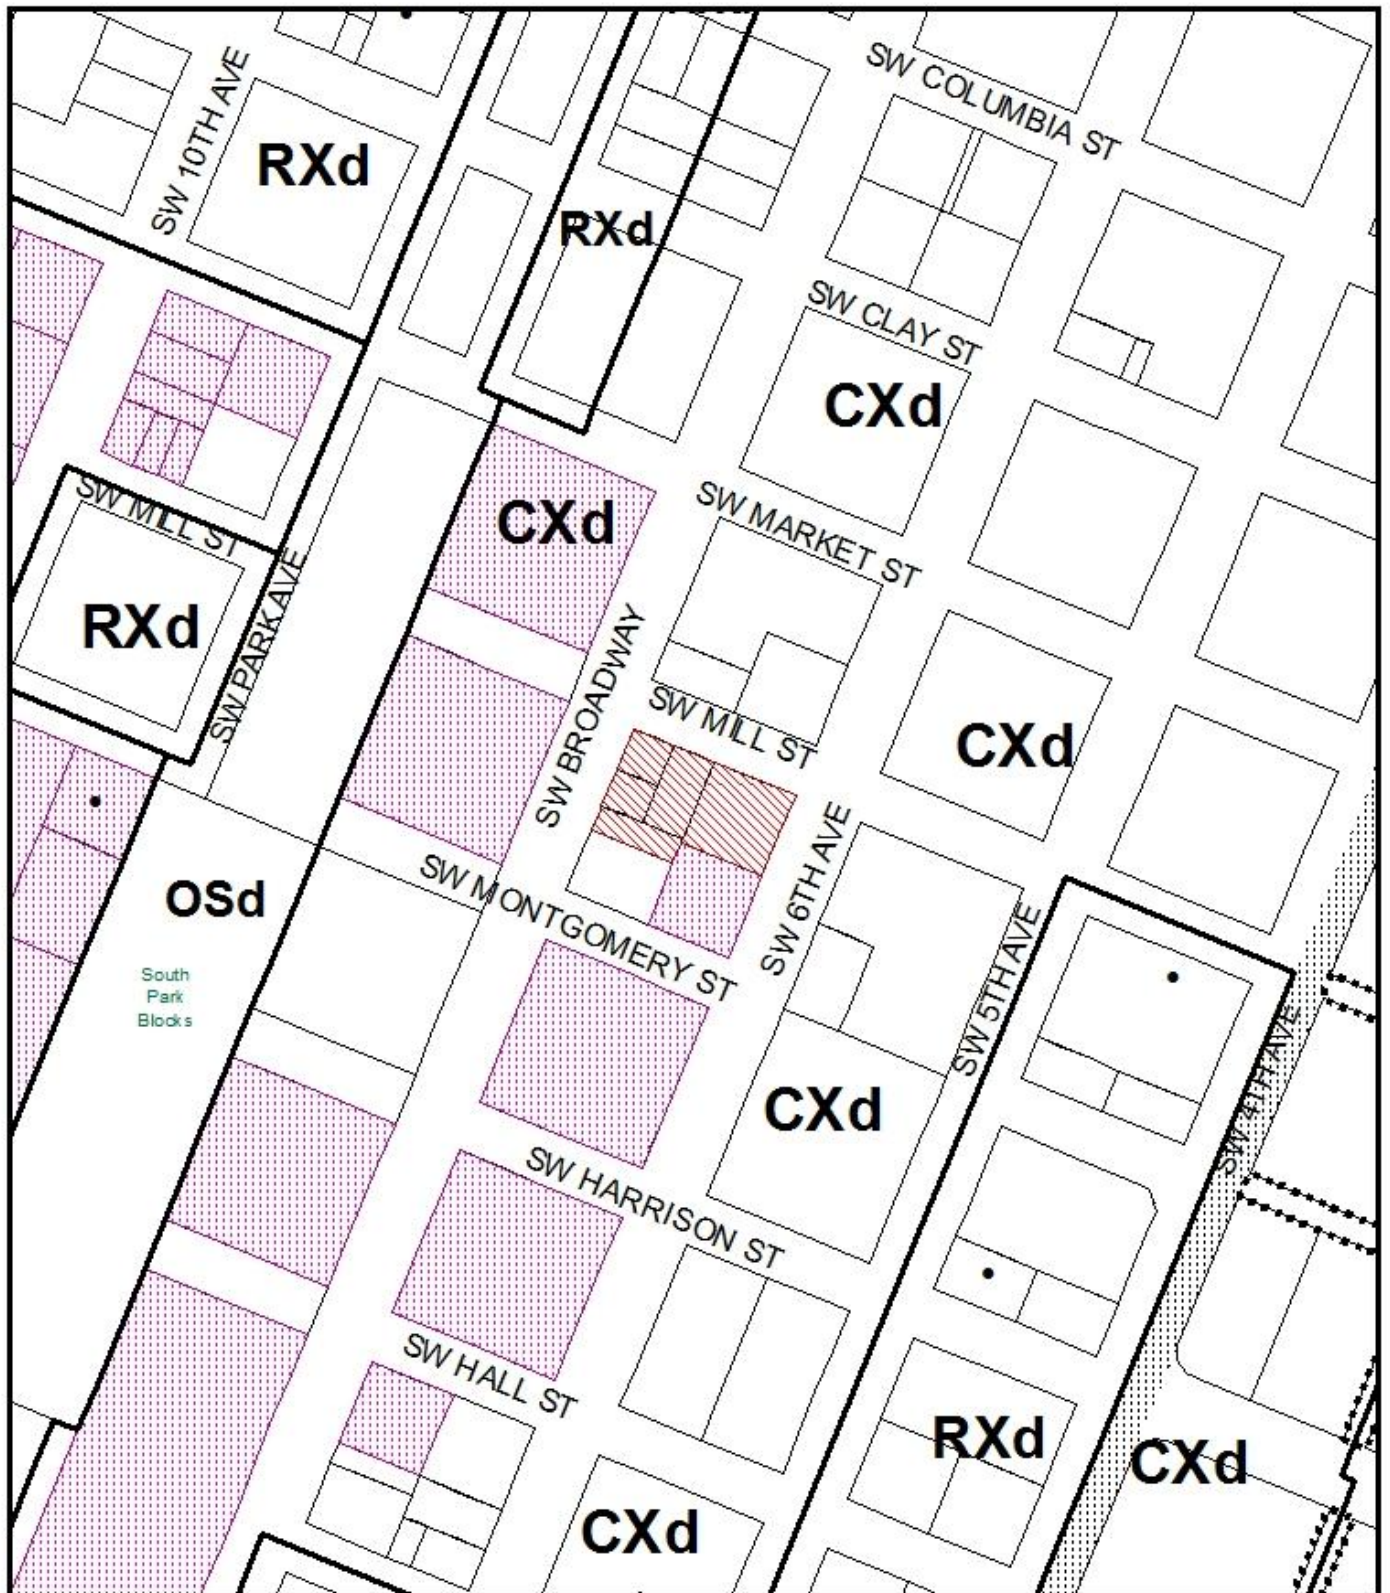 SW COLUMBIA ST
SW 10TH AVE
RXd
RXd
SW CLAY ST
CXd
SW MILL ST
SW MARKET ST
CXd
SW PARK AVE
RXd
SW BROADWAY
SW MILL ST
CXd
SW 6TH AVE
SW MONTGOMERY ST
OSd
SW 5TH AVE
South
Park
Blocks
SW 4TH AVE
CXd
SW HARRISON ST
SW HALL ST
RXd
CXd
CXd